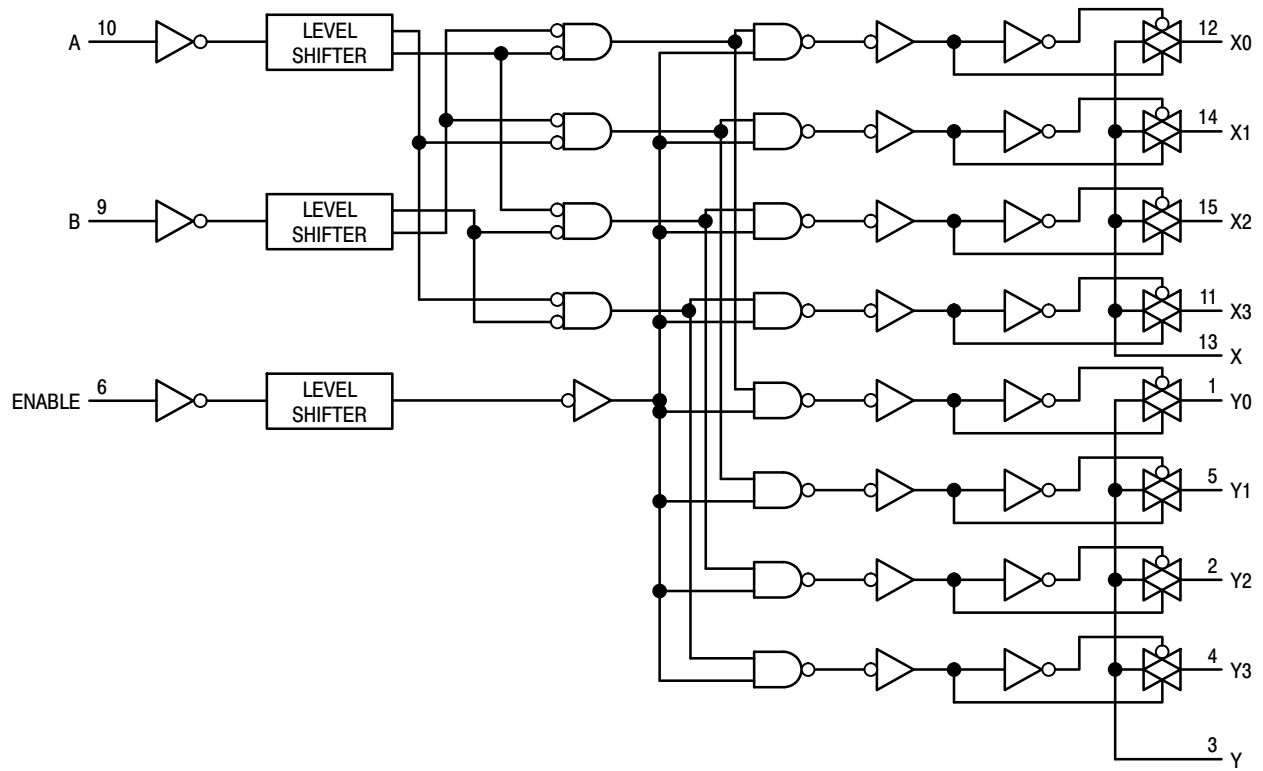 A 10
LEVEL
SHIFTER
12 X0
14 X1
B 9
LEVEL
SHIFTER
15 X2
11 X3
13 X
ENABLE 6
LEVEL
SHIFTER
1 Y0
5 Y1
2 Y2
4 Y3
3 Y